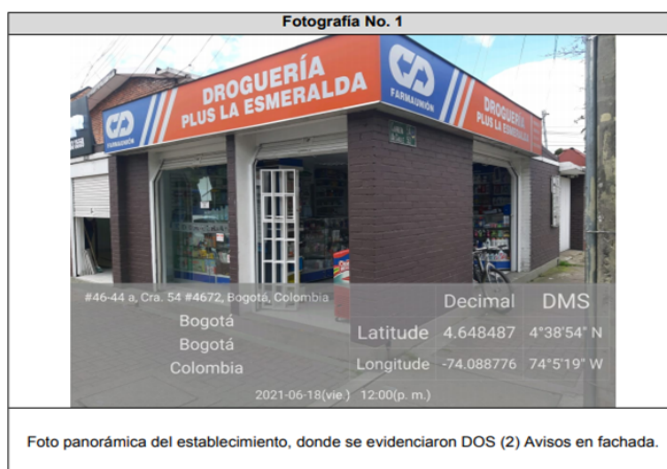 Fotografía No. 1
DROGUERÍA
PLUS LA ESMERALDA
FARMAUNIÓN
FARMAUNIÓN
DROGUERÍA
PLUS LA ESMERALDA
#46-44 a, Cra. 54 #4672, Bogotá, Colombia
Bogotá
Bogotá
Colombia
Decimal DMS
Latitude 4.648487 4°38'54" N
Longitude -74.088776 74°5'19" W
2021-06-18(vie.) 12:00(p. m.)
Foto panorámica del establecimiento, donde se evidenciaron DOS (2) Avisos en fachada.